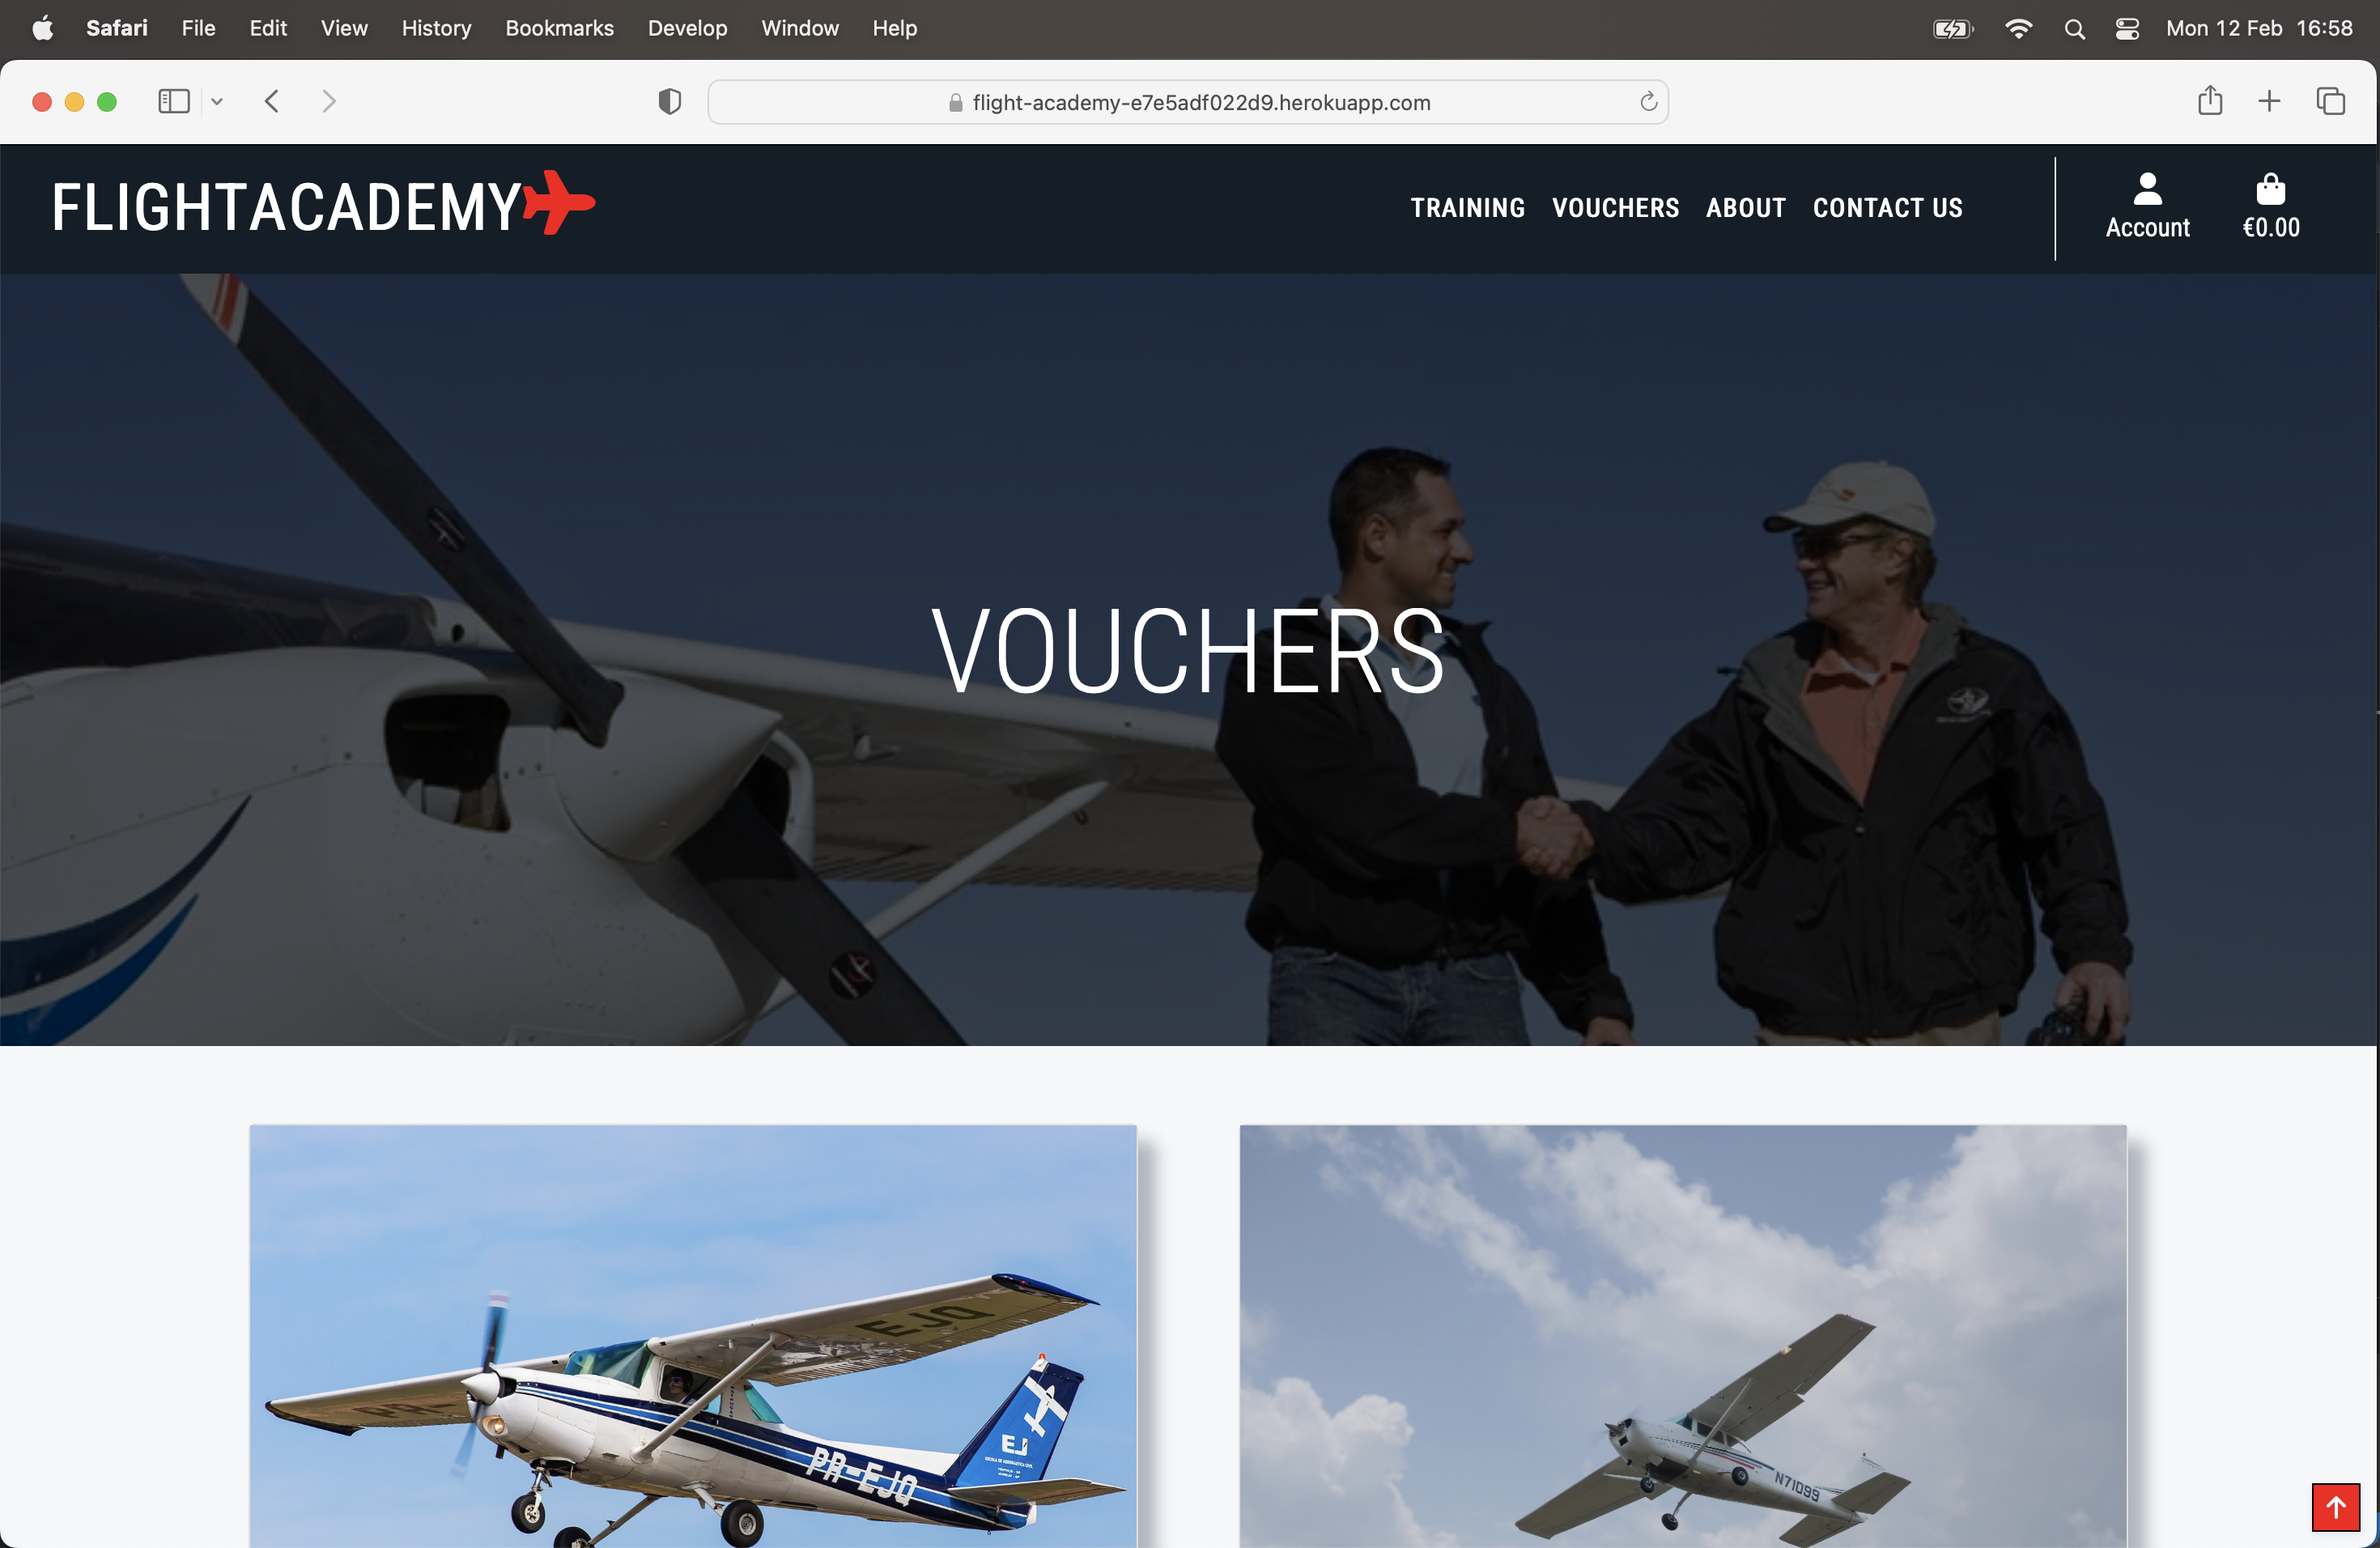 Safari File Edit View History Bookmarks Develop Window Help Mon 12 Feb 16:58
flight-academy-e7e5adf022d9.herokuapp.com
FLIGHTACADEMY TRAINING VOUCHERS ABOUT CONTACT US Account €0.00
VOUCHERS
EJQ
PR-
EJ
PR-EJQ
N71099